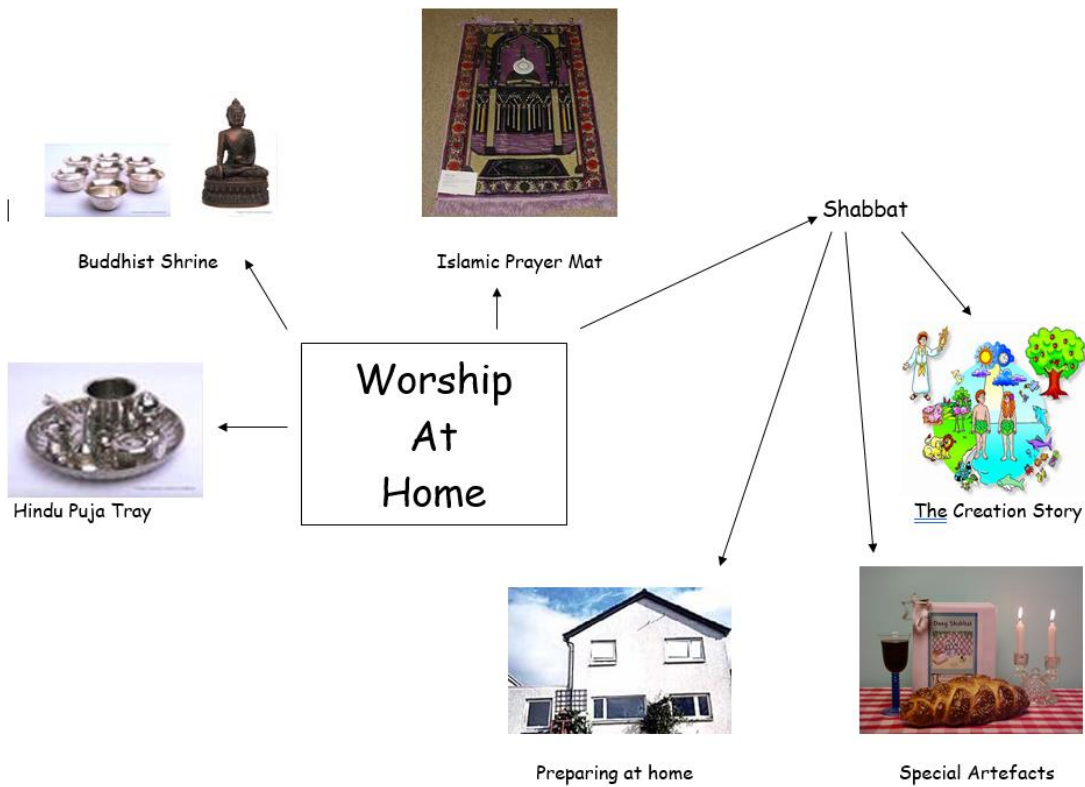 Shabbat
Buddhist Shrine
Islamic Prayer Mat
Worship
At
Home
Hindu Puja Tray
The Creation Story
Preparing at home
Special Artefacts